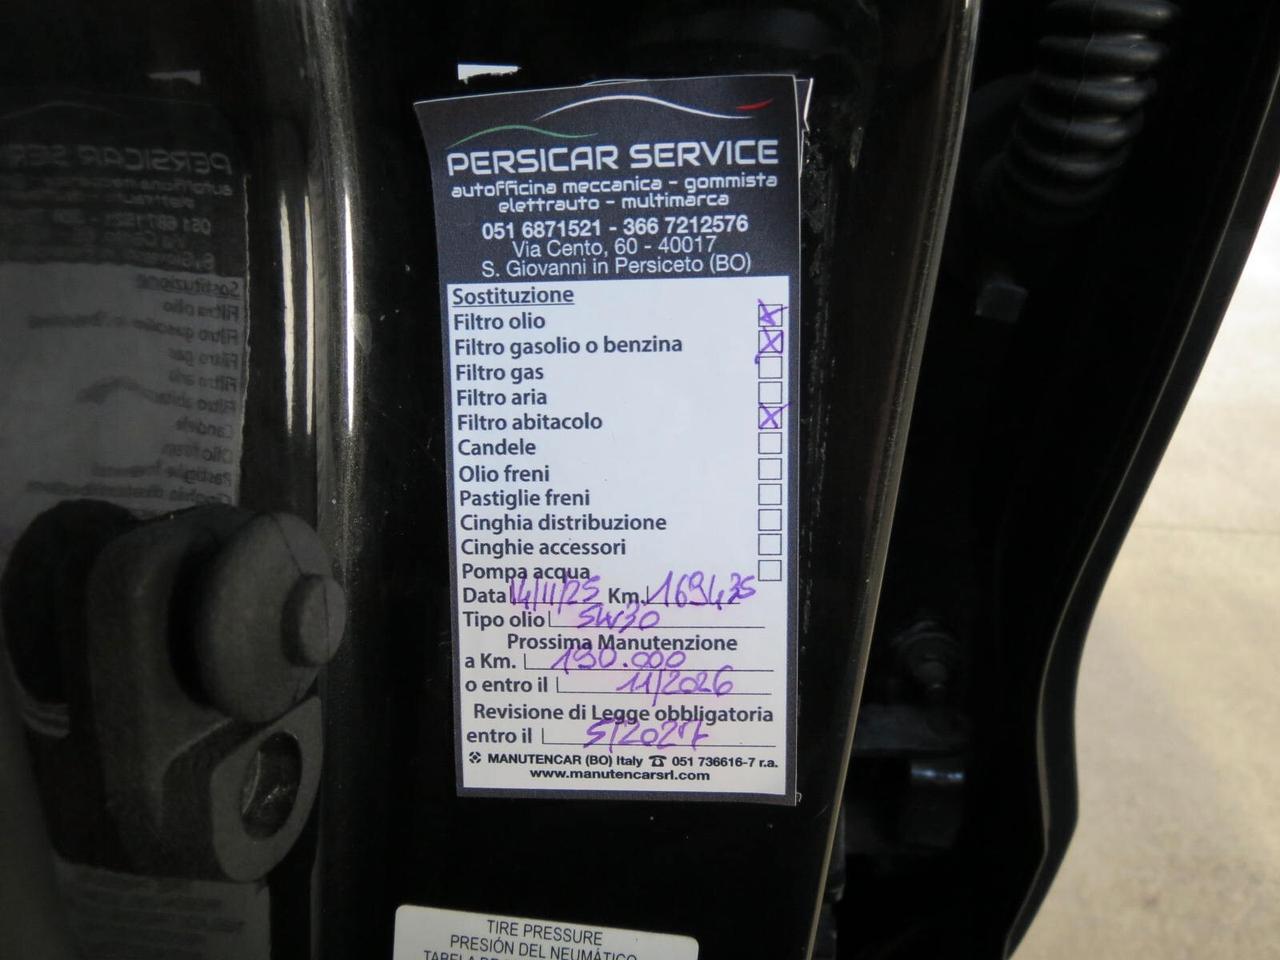 PERSICAR SERVICE
autofficina meccanica - gommista
elettrauto - multimarca
051 6871521 - 366 7212576
Via Cento, 60 - 40017
S. Giovanni in Persiceto (BO)
Sostituzione
Filtro olio
Filtro gasolio o benzina
Filtro gas
Filtro aria
Filtro abitacolo
Candele
Olio freni
Pastiglie freni
Cinghia distribuzione
Cinghie accessori
Pompa acqua
Data 14/11/25 Km. 169435
Tipo olio 5W30
Prossima Manutenzione
a Km. 190.000
o entro il 11/2026
Revisione di Legge obbligatoria
entro il 5/2027
MANUTENCAR (BO) Italy ☎ 051 736616-7 r.a.
www.manutencarsrl.com
TIRE PRESSURE
PRESIÓN DEL NEUMÁTICO